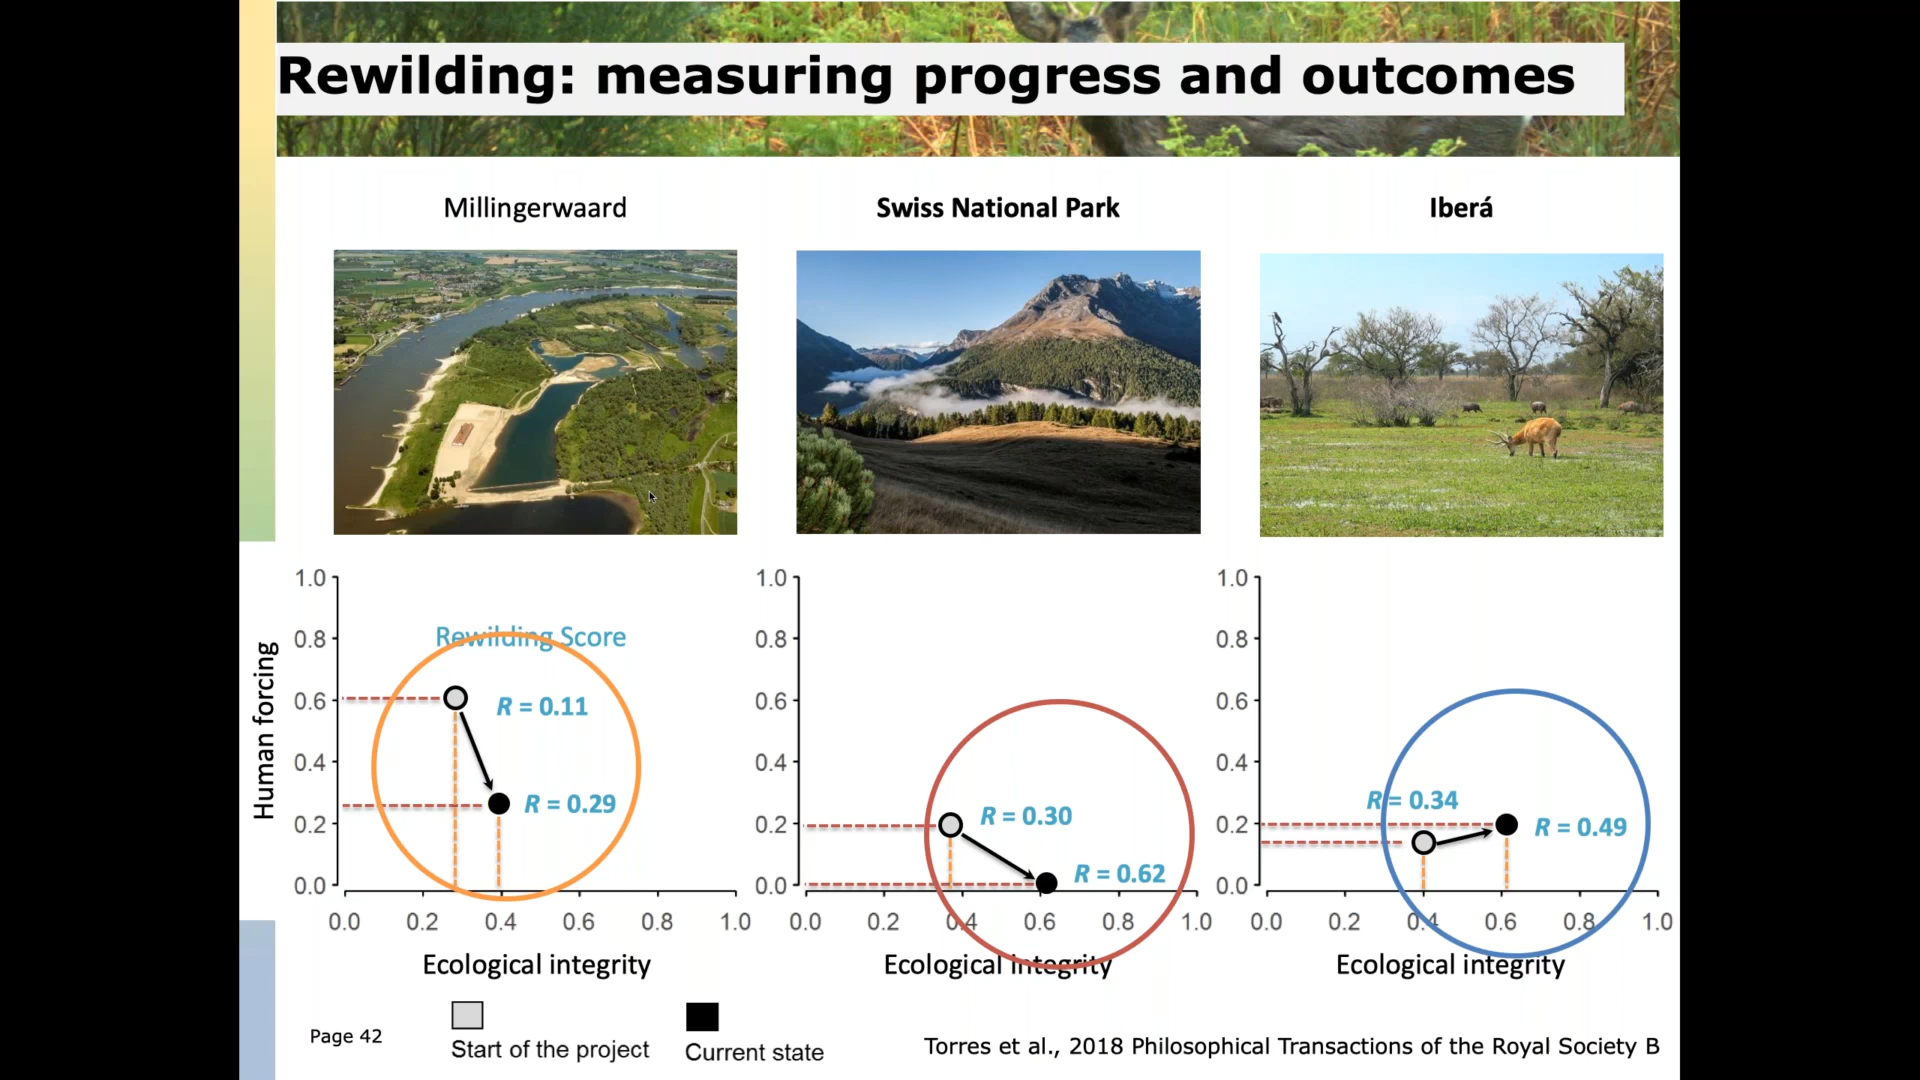 Rewilding: measuring progress and outcomes
Millingerwaard
Swiss National Park
Iberá
Human forcing
1.0
0.8
0.6
0.4
0.2
0.0
0.0 0.2 0.4 0.6 0.8 1.0
Rewilding Score
R = 0.11
R = 0.29
Ecological integrity
1.0
0.8
0.6
0.4
0.2
0.0
0.0 0.2 0.4 0.6 0.8 1.0
R = 0.30
R = 0.62
Ecological integrity
1.0
0.8
0.6
0.4
0.2
0.0
0.0 0.2 0.4 0.6 0.8 1.0
R = 0.34
R = 0.49
Ecological integrity
Page 42
Start of the project
Current state
Torres et al., 2018 Philosophical Transactions of the Royal Society B